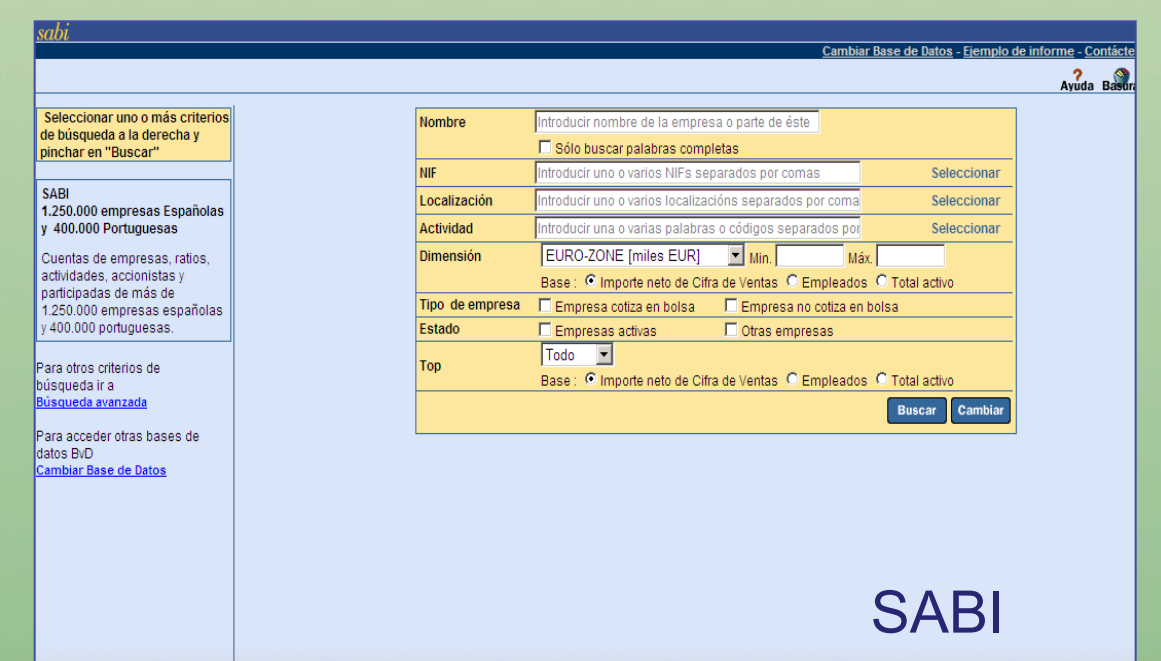 sabi
Cambiar Base de Datos - Ejemplo de informe - Contácte
Ayuda Basura
Seleccionar uno o más criterios
de búsqueda a la derecha y
pinchar en "Buscar"
SABI
1.250.000 empresas Españolas
y 400.000 Portuguesas
Cuentas de empresas, ratios,
actividades, accionistas y
participadas de más de
1.250.000 empresas españolas
y 400.000 portuguesas.
Para otros criterios de
búsqueda ir a
Búsqueda avanzada
Para acceder otras bases de
datos BvD
Cambiar Base de Datos
Nombre Introducir nombre de la empresa o parte de éste
Sólo buscar palabras completas
NIF Introducir uno o varios NIFs separados por comas Seleccionar
Localización Introducir uno o varios localizacións separados por coma Seleccionar
Actividad Introducir una o varias palabras o códigos separados por Seleccionar
Dimensión EURO-ZONE [miles EUR] Min. Máx.
Base : Importe neto de Cifra de Ventas Empleados Total activo
Tipo de empresa Empresa cotiza en bolsa Empresa no cotiza en bolsa
Estado Empresas activas Otras empresas
Top Todo
Base : Importe neto de Cifra de Ventas Empleados Total activo
Buscar Cambiar
SABI